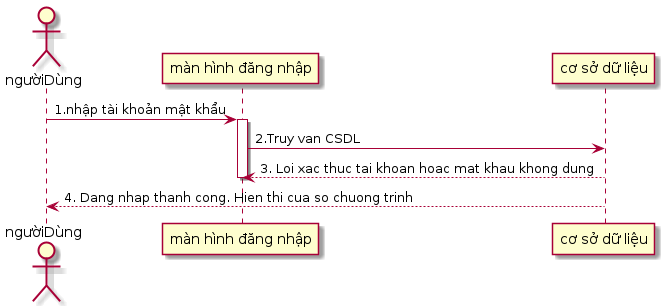 ngườiDùng
màn hình đăng nhập
cơ sở dữ liệu
1.nhập tài khoản mật khẩu
2.Truy van CSDL
3. Loi xac thuc tai khoan hoac mat khau khong dung
4. Dang nhap thanh cong. Hien thi cua so chuong trinh
ngườiDùng
màn hình đăng nhập
cơ sở dữ liệu